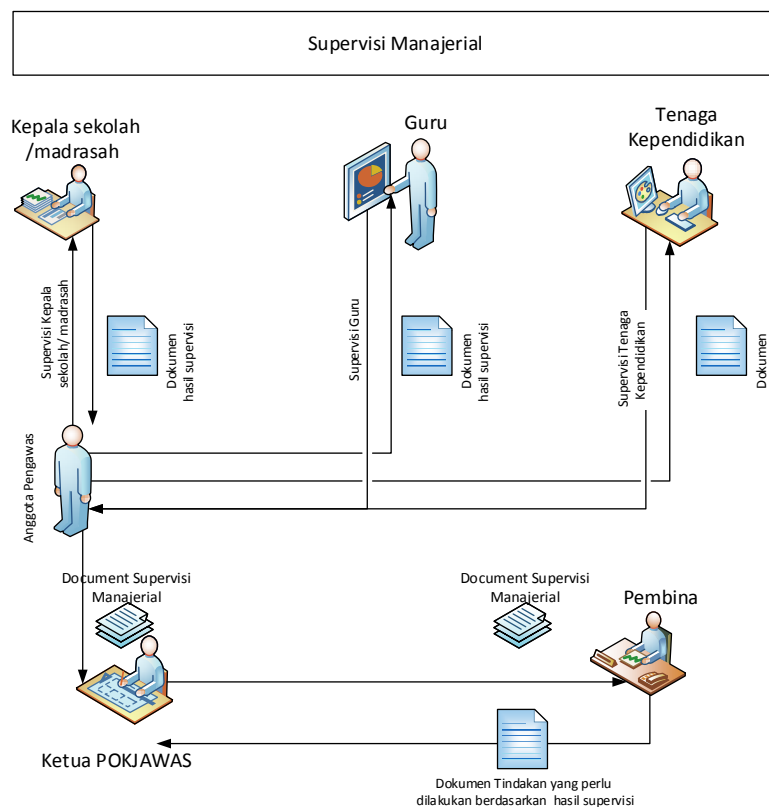 Supervisi Manajerial
Kepala sekolah
/madrasah
Guru
Tenaga
Kependidikan
Supervisi Kepala
sekolah/ madrasah
Dokumen
hasil supervisi
Supervisi Guru
Dokumen
hasil supervisi
Supervisi Tenaga
Kependidikan
Dokumen
Anggota Pengawas
Document Supervisi
Manajerial
Document Supervisi
Manajerial
Pembina
Ketua POKJAWAS
Dokumen Tindakan yang perlu
dilakukan berdasarkan hasil supervisi